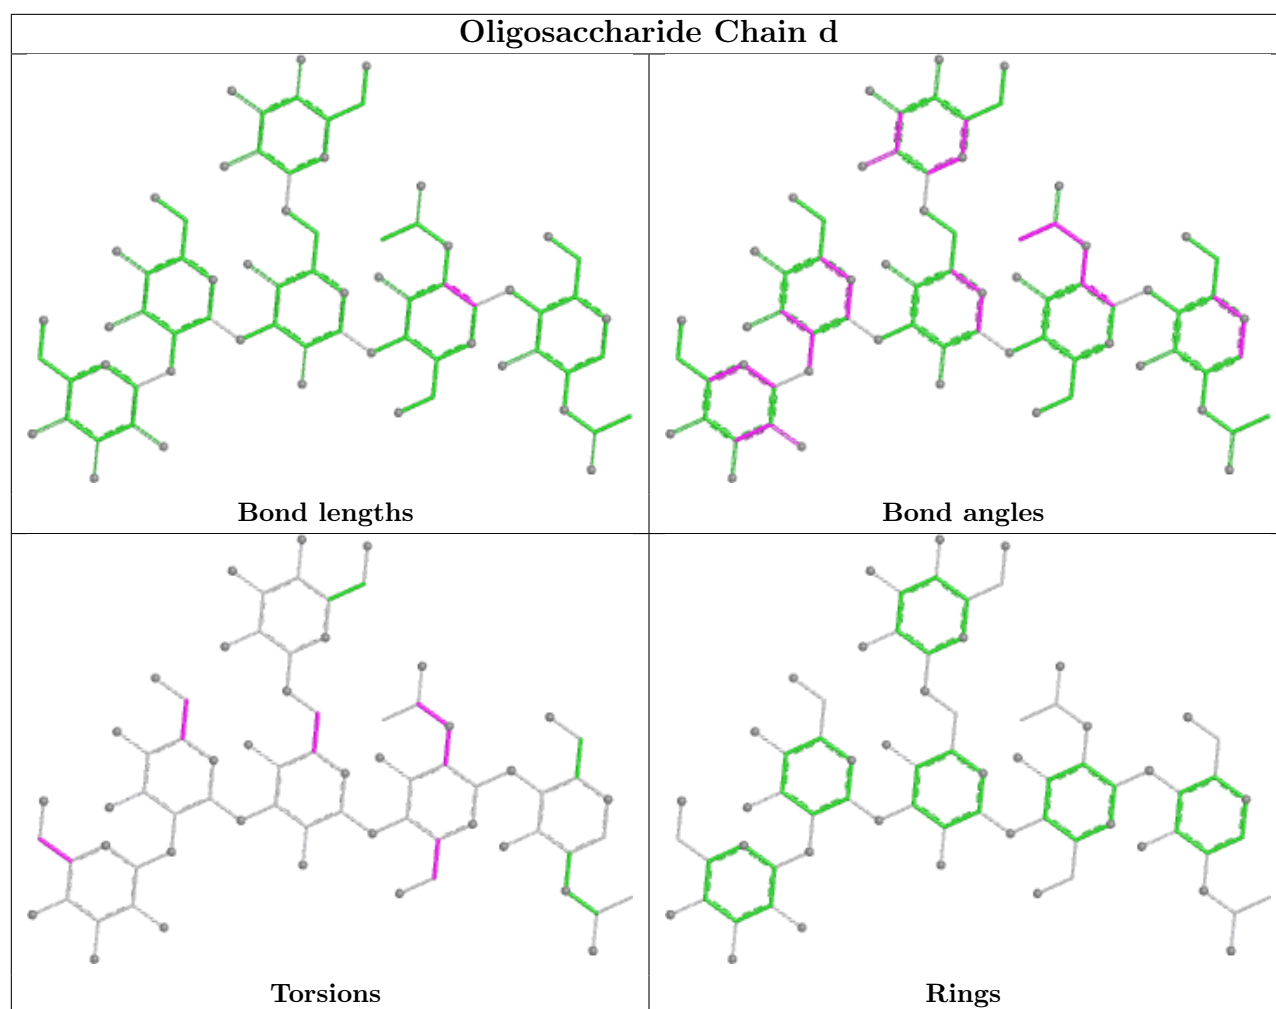 Oligosaccharide Chain d
Bond lengths
Bond angles
Torsions
Rings